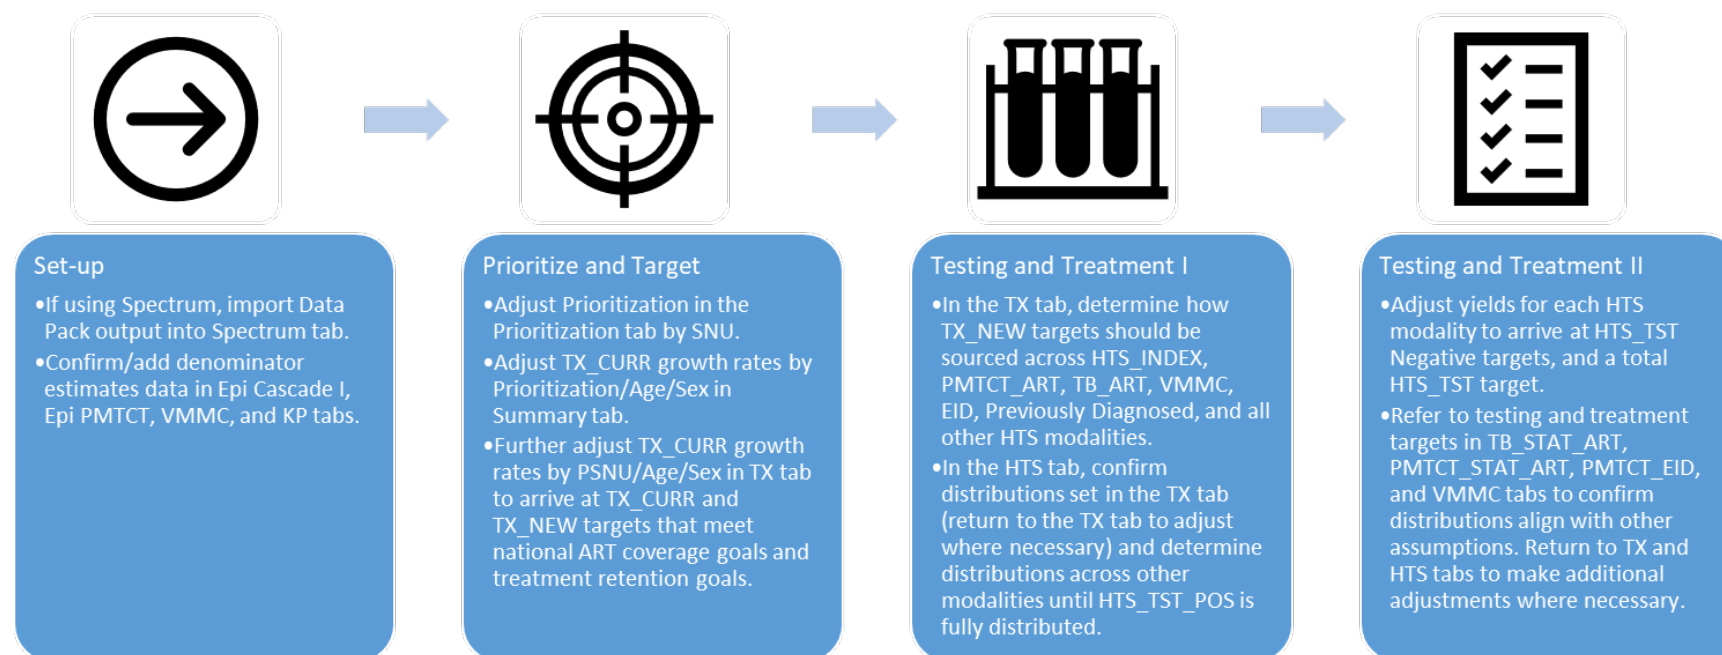 Set-up
•If using Spectrum, import Data
Pack output into Spectrum tab.
•Confirm/add denominator
estimates data in Epi Cascade I,
Epi PMTCT, VMMC, and KP tabs.
Prioritize and Target
•Adjust Prioritization in the
Prioritization tab by SNU.
•Adjust TX_CURR growth rates by
Prioritization/Age/Sex in
Summary tab.
•Further adjust TX_CURR growth
rates by PSNU/Age/Sex in TX tab
to arrive at TX_CURR and
TX_NEW targets that meet
national ART coverage goals and
treatment retention goals.
Testing and Treatment I
•In the TX tab, determine how
TX_NEW targets should be
sourced across HTS_INDEX,
PMTCT_ART, TB_ART, VMMC,
EID, Previously Diagnosed, and all
other HTS modalities.
•In the HTS tab, confirm
distributions set in the TX tab
(return to the TX tab to adjust
where necessary) and determine
distributions across other
modalities until HTS_TST_POS is
fully distributed.
Testing and Treatment II
•Adjust yields for each HTS
modality to arrive at HTS_TST
Negative targets, and a total
HTS_TST target.
•Refer to testing and treatment
targets in TB_STAT_ART,
PMTCT_STAT_ART, PMTCT_EID,
and VMMC tabs to confirm
distributions align with other
assumptions. Return to TX and
HTS tabs to make additional
adjustments where necessary.